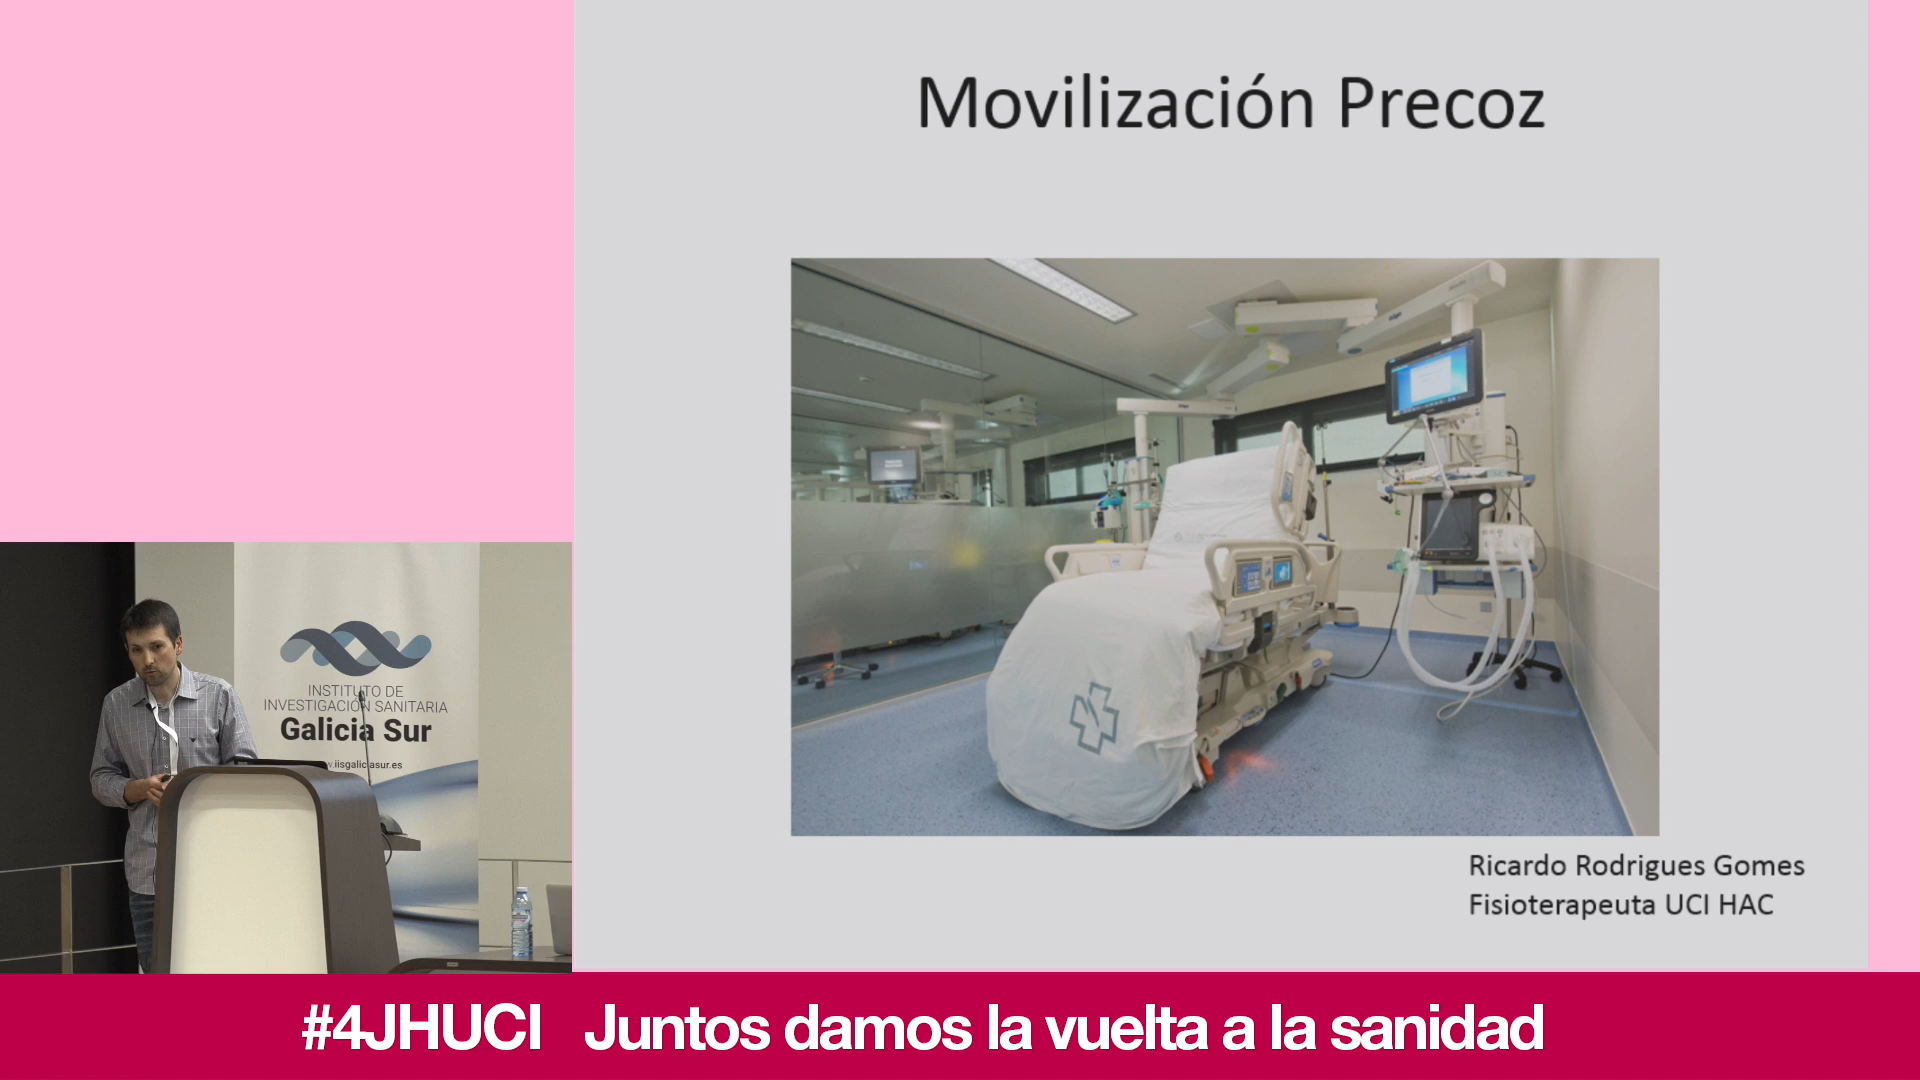 Movilización Precoz
Ricardo Rodrigues Gomes
Fisioterapeuta UCI HAC
INSTITUTO DE
INVESTIGACIÓN SANITARIA
Galicia Sur
#4JHUCI Juntos damos la vuelta a la sanidad